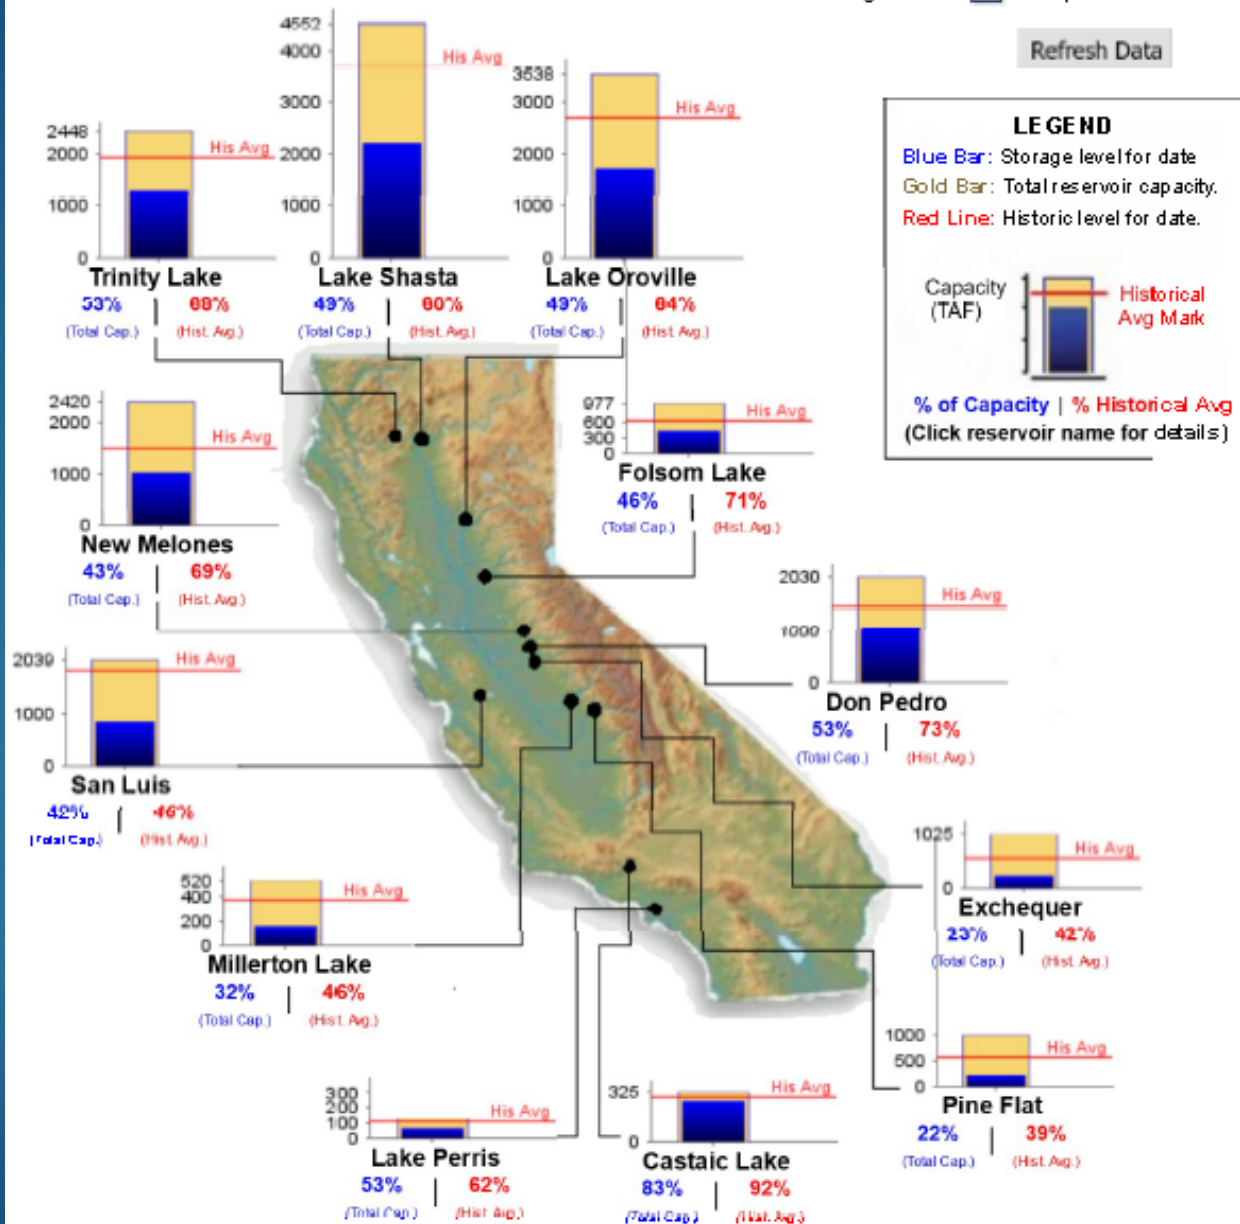 Refresh Data
LEGEND
Blue Bar: Storage level for date
Gold Bar: Total reservoir capacity.
Red Line: Historic level for date.
Capacity
(TAF)
Historical
Avg Mark
% of Capacity | % Historical Avg
(Click reservoir name for details)
2448
2000
1000
0
His Avg
Trinity Lake
53% | 68%
(Total Cap.) (Hist. Avg.)
4552
4000
3000
2000
1000
0
His Avg
Lake Shasta
49% | 60%
(Total Cap.) (Hist. Avg.)
3538
3000
2000
1000
0
His Avg
Lake Oroville
49% | 64%
(Total Cap.) (Hist. Avg.)
2420
2000
1000
0
His Avg
New Melones
43% | 69%
(Total Cap.) (Hist. Avg.)
977
600
300
0
His Avg
Folsom Lake
46% | 71%
(Total Cap.) (Hist. Avg.)
2030
1000
0
His Avg
Don Pedro
53% | 73%
(Total Cap.) (Hist. Avg.)
2039
1000
0
His Avg
San Luis
42% | 46%
(Total Cap.) (Hist. Avg.)
1025
0
His Avg
Exchequer
23% | 42%
(Total Cap.) (Hist. Avg.)
520
400
200
0
His Avg
Millerton Lake
32% | 46%
(Total Cap.) (Hist. Avg.)
1000
500
0
His Avg
Pine Flat
22% | 39%
(Total Cap.) (Hist. Avg.)
300
200
100
0
His Avg
Lake Perris
53% | 62%
(Total Cap.) (Hist. Avg.)
325
0
His Avg
Castaic Lake
83% | 92%
(Total Cap.) (Hist. Avg.)